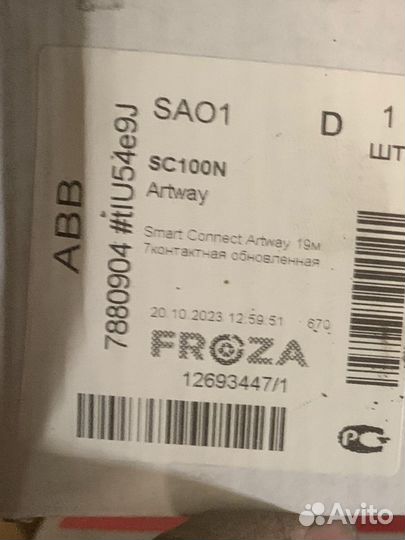 ABB
7880904 #tIU54e9J
SAO1
D
1
шт
SC100N
Artway
Smart Connect Artway 19м
7контактная обновленная
20.10.2023 12:59:51 670
FROZA
12693447/1
Avito